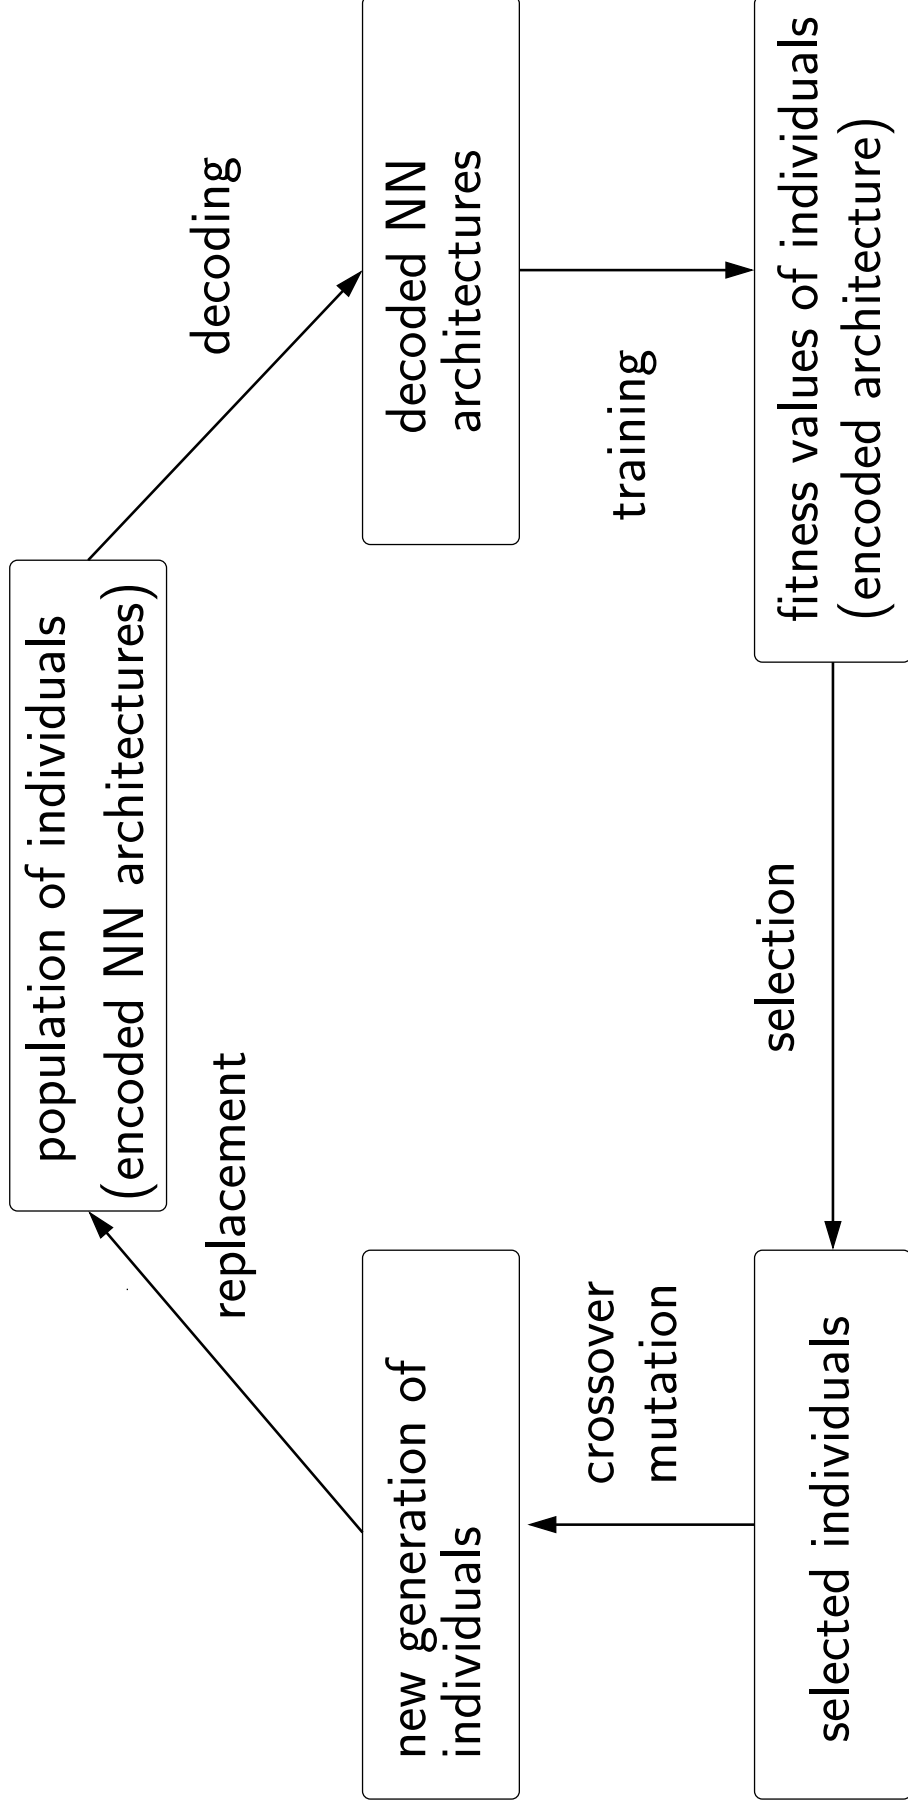 population of individuals
(encoded NN architectures)
decoding
decoded NN
architectures
training
fitness values of individuals
(encoded architecture)
selection
selected individuals
crossover
mutation
new generation of
individuals
replacement